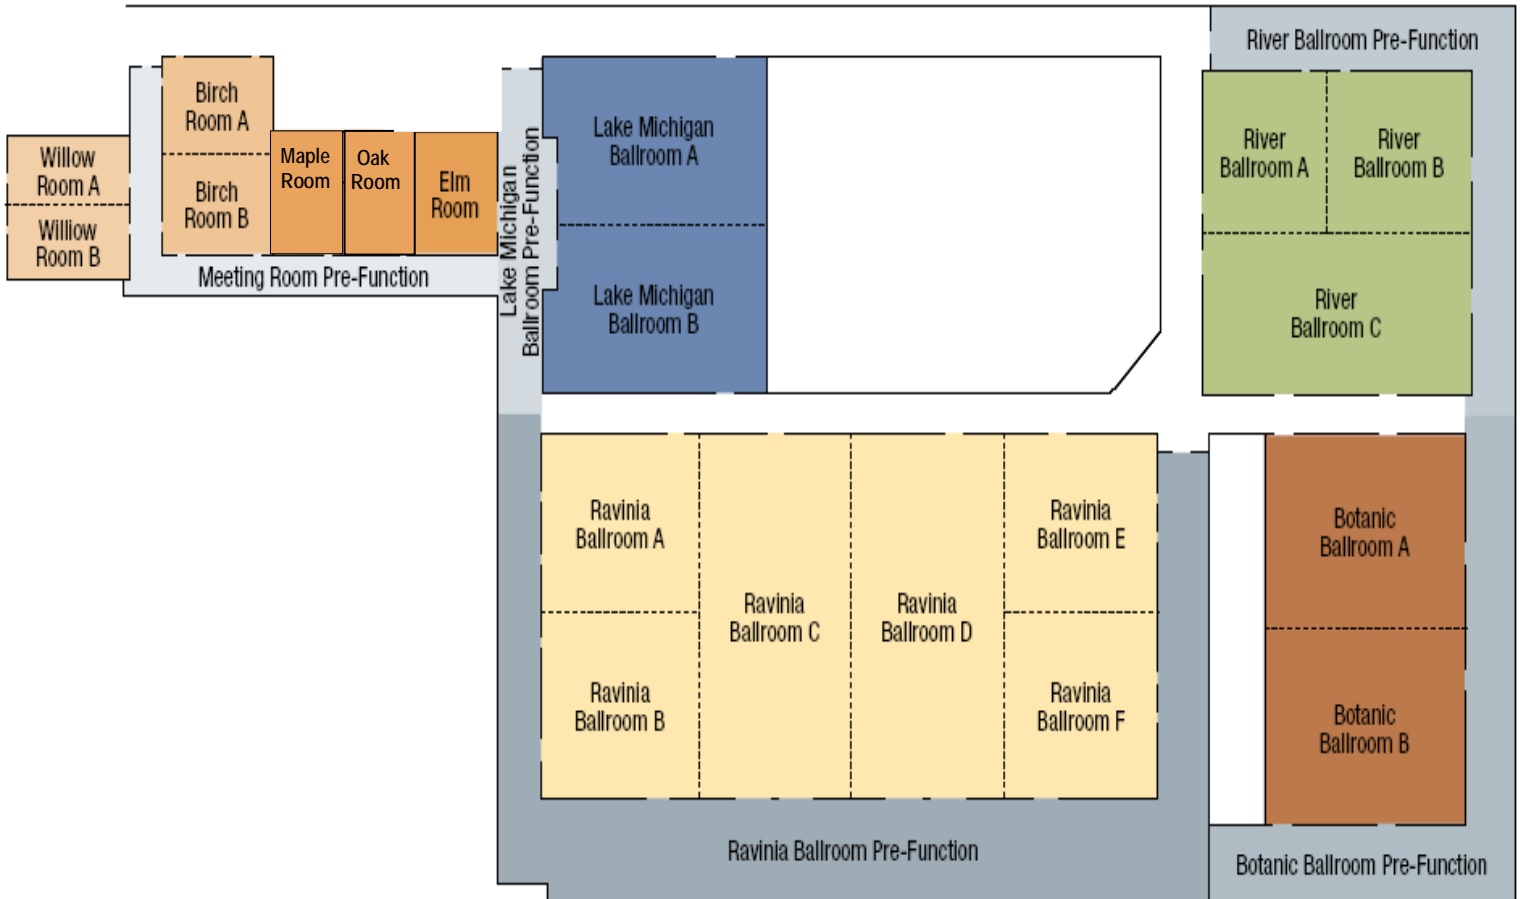 River Ballroom Pre-Function
Birch
Room A
Willow
Room A
Willow
Room B
Birch
Room B
Maple
Room
Oak
Room
Elm
Room
Meeting Room Pre-Function
Lake Michigan
Ballroom Pre-Function
Lake Michigan
Ballroom A
Lake Michigan
Ballroom B
River
Ballroom A
River
Ballroom B
River
Ballroom C
Ravinia
Ballroom A
Ravinia
Ballroom B
Ravinia
Ballroom C
Ravinia
Ballroom D
Ravinia
Ballroom E
Ravinia
Ballroom F
Botanic
Ballroom A
Botanic
Ballroom B
Ravinia Ballroom Pre-Function
Botanic Ballroom Pre-Function